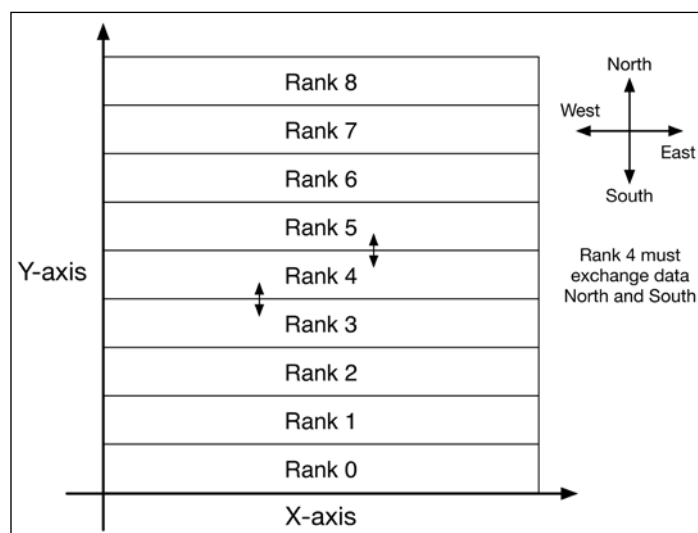 Rank 8
Rank 7
Rank 6
Rank 5
Rank 4
Rank 3
Rank 2
Rank 1
Rank 0
Y-axis
X-axis
North
West
East
South
Rank 4 must
exchange data
North and South